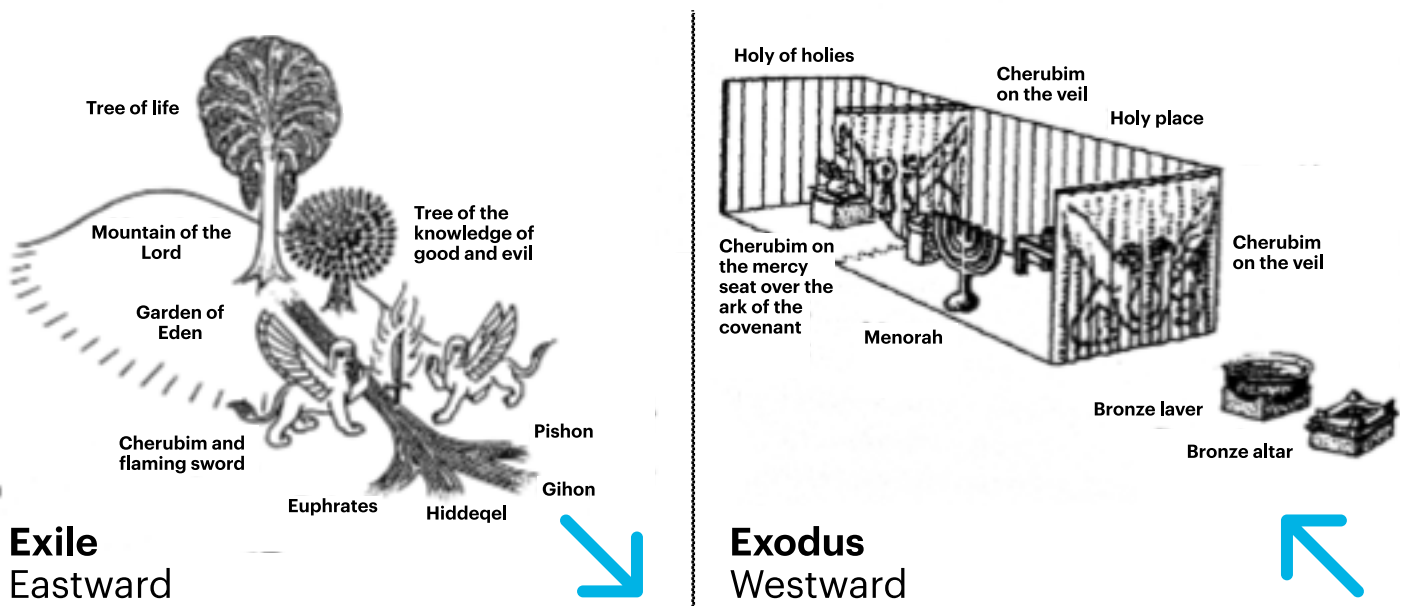 Tree of life
Tree of the
knowledge of
good and evil
Mountain of the
Lord
Garden of
Eden
Cherubim and
flaming sword
Pishon
Gihon
Euphrates
Hiddeqel
Exile
Eastward
Holy of holies
Cherubim
on the veil
Holy place
Cherubim on
the mercy
seat over the
ark of the
covenant
Cherubim
on the veil
Menorah
Bronze laver
Bronze altar
Exodus
Westward